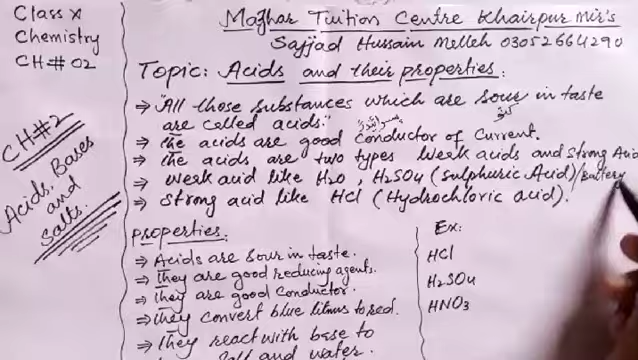 Class X
Chemistry
CH# 02
Mazhar Tuition Centre Khairpur Mir's
Sajjad Hussain Melleh 03052664290
Topic: Acids and their properties.
⇒ "All those substances which are sour in taste
are called acids."
⇒ The acids are good conductor of current.
⇒ The acids are two types weak acids and strong Acid
⇒ weak acid like H2O, H2SO4 (Sulphuric Acid)/Battery
⇒ Strong acid like HCl (Hydrochloric acid).
CH#2
Acids, Bases
and
Salts.
properties:
⇒ Acids are sour in taste.
⇒ They are good reducing agents.
⇒ They are good conductor.
⇒ They convert blue litmus to red.
⇒ They react with base to
salt and water.
Ex:
HCl
H2SO4
HNO3